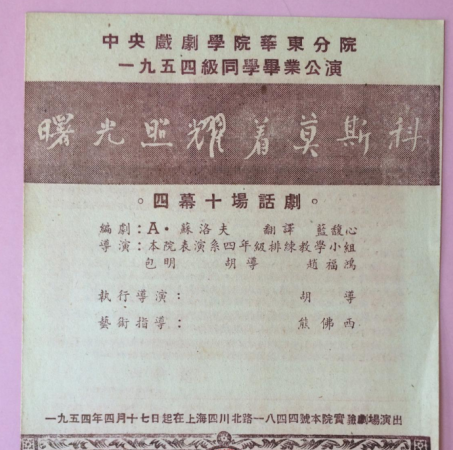 中央戲劇學院華東分院
一九五四級同學畢業公演
曙光照耀着莫斯科
。四幕十場話劇。
編劇：A·蘇洛夫 翻譯 藍馥心
導演：本院表演系四年級排練教學小組
包明 胡導 趙福鴻
執行導演： 胡導
藝術指導： 熊佛西
一九五四年四月十七日起在上海四川北路一八四四號本院實驗劇場演出